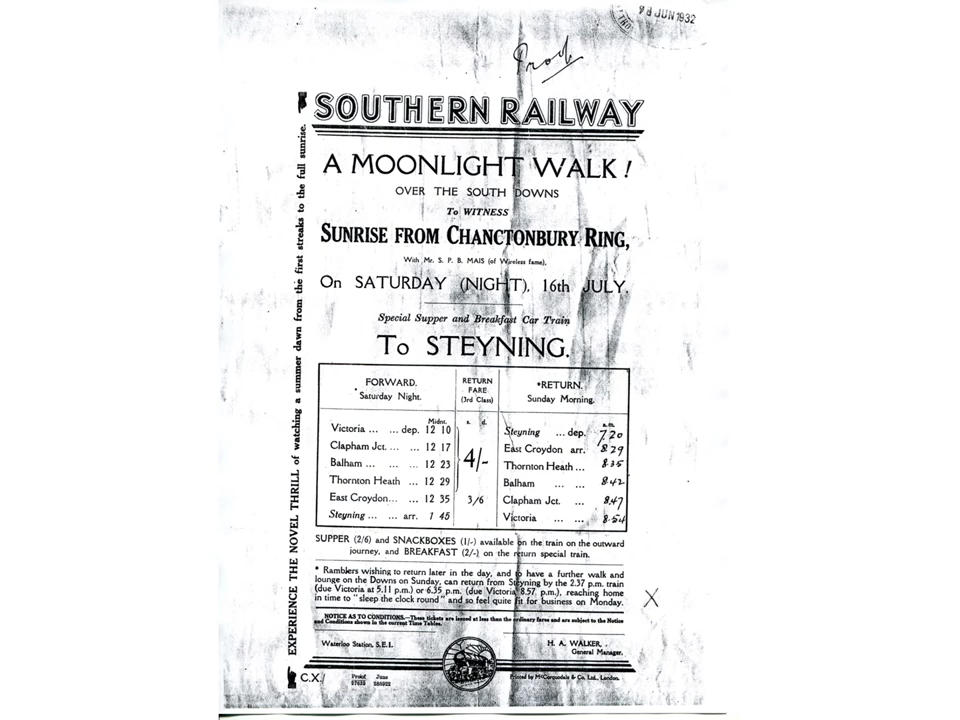 28 JUN 1932
Proof
SOUTHERN RAILWAY
A MOONLIGHT WALK!
OVER THE SOUTH DOWNS
To WITNESS
SUNRISE FROM CHANCTONBURY RING,
With Mr. S. P. B. MAIS (of Wireless fame),
On SATURDAY (NIGHT), 16th JULY.
Special Supper and Breakfast Car Train
To STEYNING.
FORWARD.
Saturday Night.
RETURN
FARE
(3rd Class)
*RETURN.
Sunday Morning.
Midnt.
Victoria ... ... dep. 12 10
Clapham Jct. ... ... 12 17
Balham ... ... ... 12 23
Thornton Heath ... 12 29
East Croydon... ... 12 35
Steyning ... ... arr. 1 45
s. d.
4/-
3/6
a.m.
Steyning ... dep. 7.20
East Croydon arr. 8.29
Thornton Heath ... 8.35
Balham ... ... 8.42
Clapham Jct. ... 8.47
Victoria ... ... 8.54
SUPPER (2/6) and SNACKBOXES (1/-) available on the train on the outward
journey, and BREAKFAST (2/-) on the return special train.
* Ramblers wishing to return later in the day, and to have a further walk and
lounge on the Downs on Sunday, can return from Steyning by the 2.37 p.m. train
(due Victoria at 5.11 p.m.) or 6.35 p.m. (due Victoria 8.57 p.m.), reaching home
in time to "sleep the clock round" and so feel quite fit for business on Monday.
X
NOTICE AS TO CONDITIONS.—These tickets are issued at less than the ordinary fares and are subject to the Notice
and Conditions shown in the current Time Tables.
Waterloo Station, S.E.1.
H. A. WALKER,
General Manager.
C.X./
Proof June
Printed by McCorquodale & Co. Ltd., London.
EXPERIENCE THE NOVEL THRILL of watching a summer dawn from the first streaks to the full sunrise.